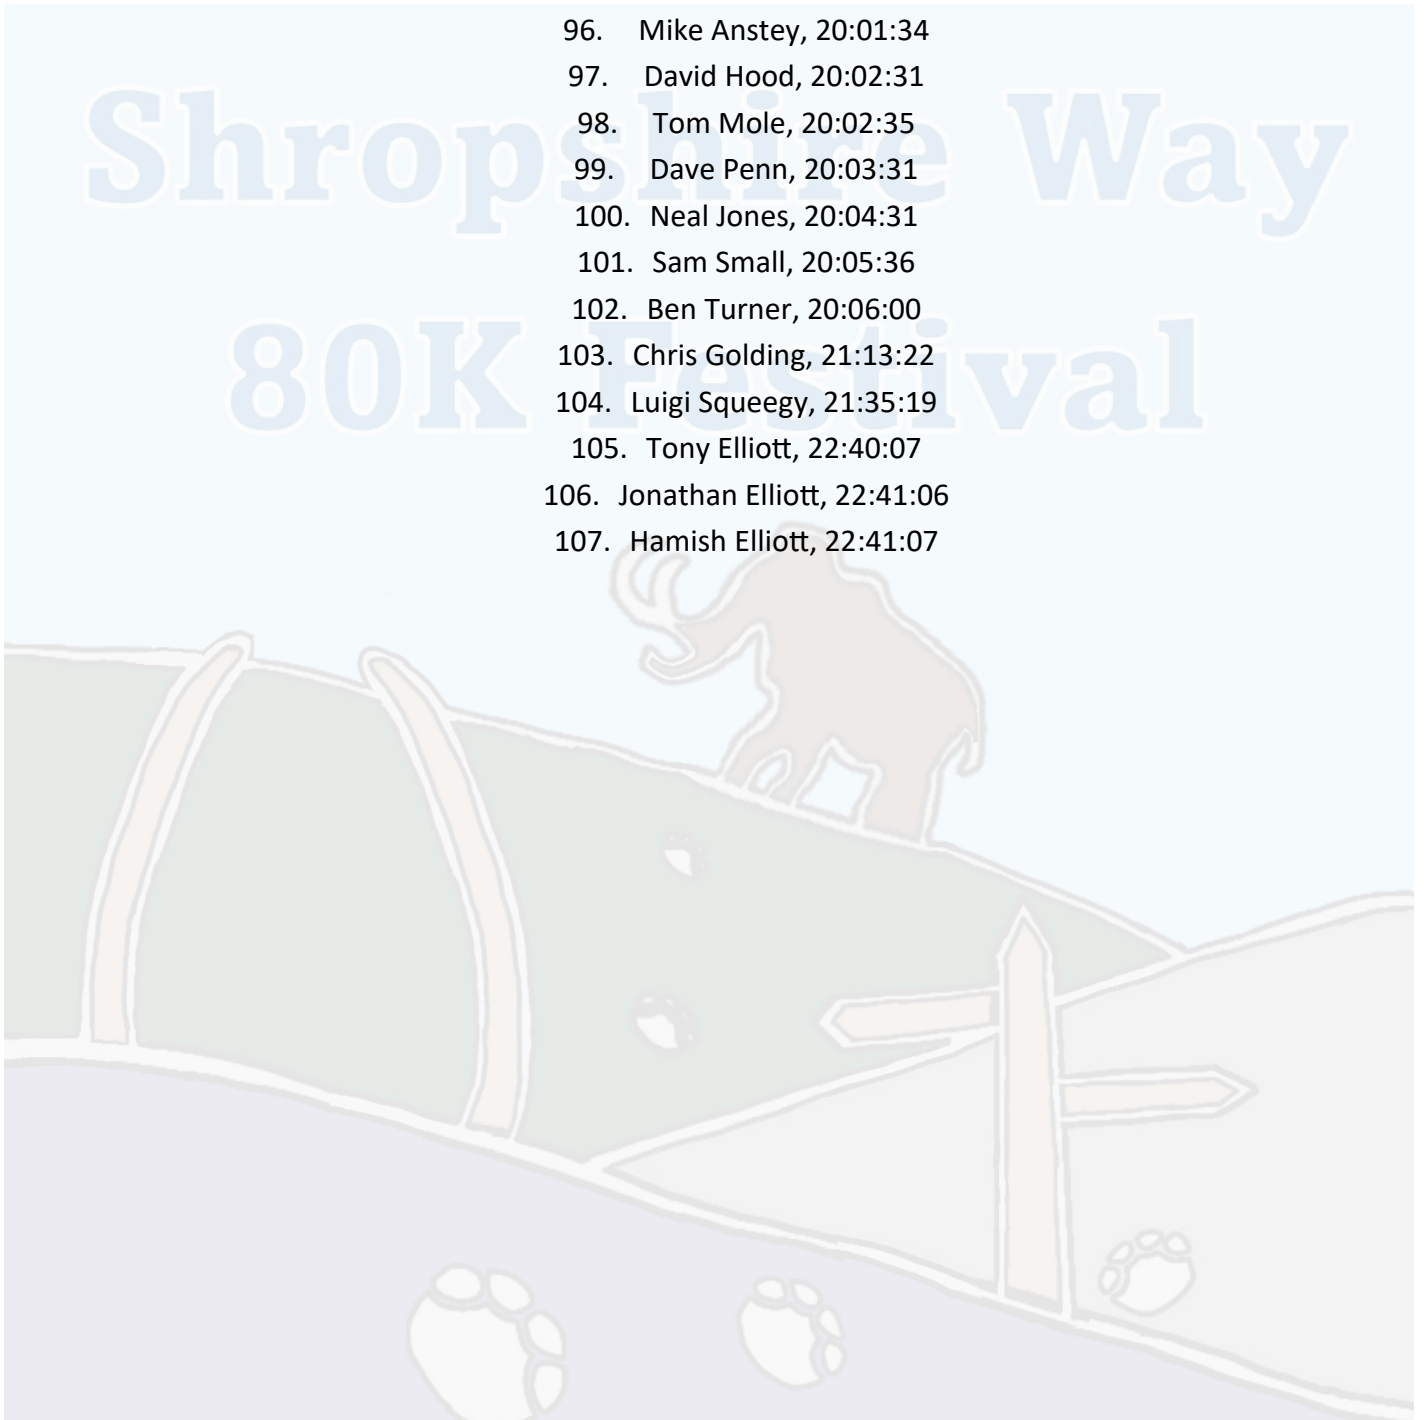 96. Mike Anstey, 20:01:34
97. David Hood, 20:02:31
98. Tom Mole, 20:02:35
99. Dave Penn, 20:03:31
100. Neal Jones, 20:04:31
101. Sam Small, 20:05:36
102. Ben Turner, 20:06:00
103. Chris Golding, 21:13:22
104. Luigi Squeegy, 21:35:19
105. Tony Elliott, 22:40:07
106. Jonathan Elliott, 22:41:06
107. Hamish Elliott, 22:41:07
Shropshire Way
80K Festival